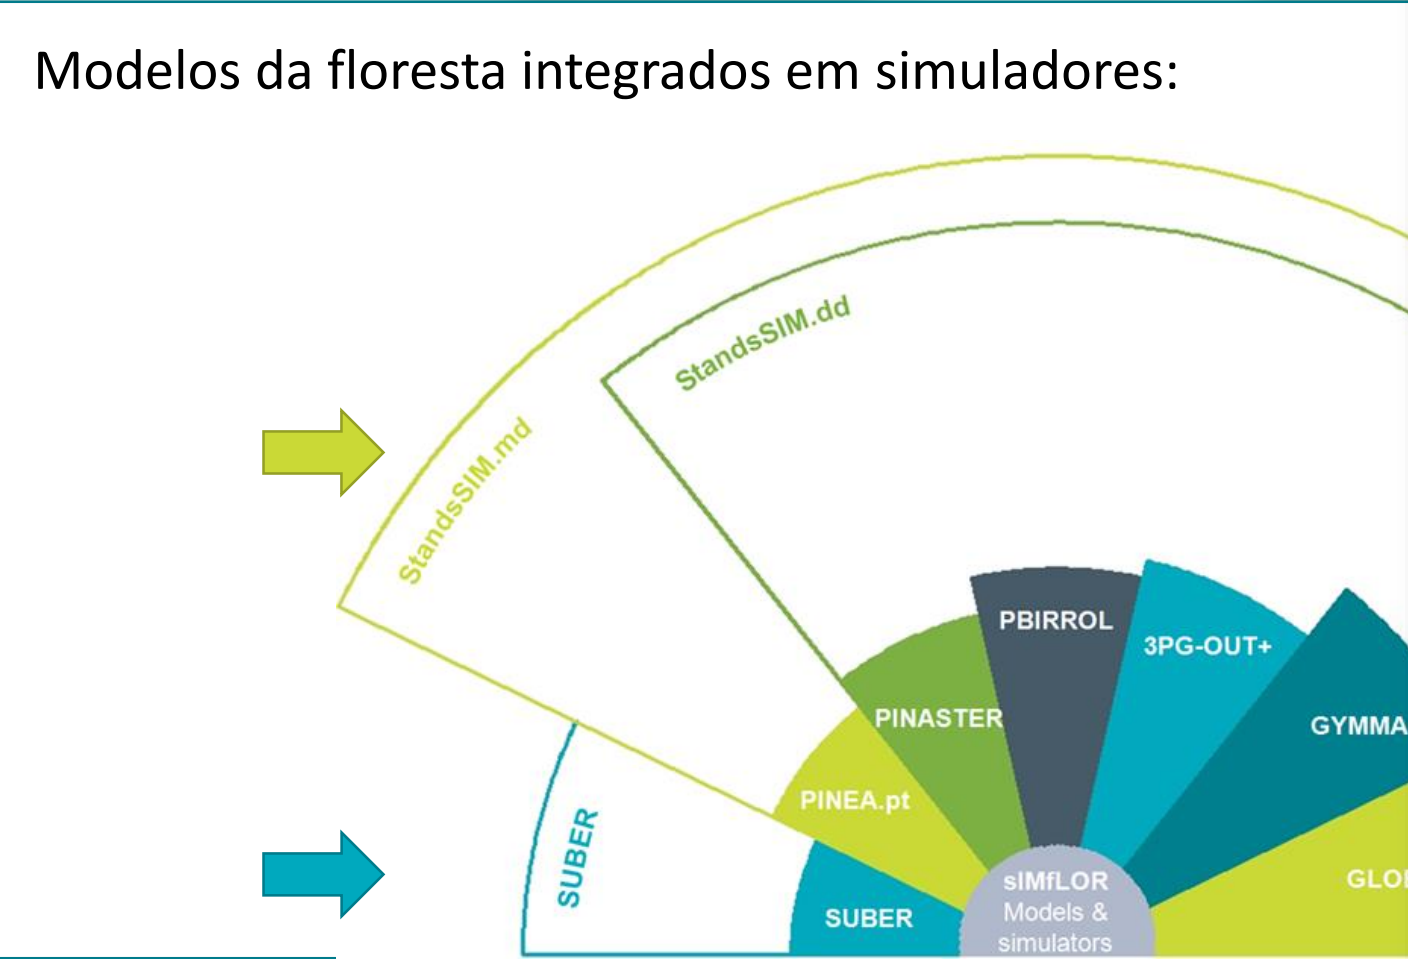 Modelos da floresta integrados em simuladores:
StandsSIM.md
StandsSIM.dd
PBIRROL
3PG-OUT+
PINASTER
GYMMA
PINEA.pt
SUBER
SUBER
GLO
sIMfLOR
Models &
simulators